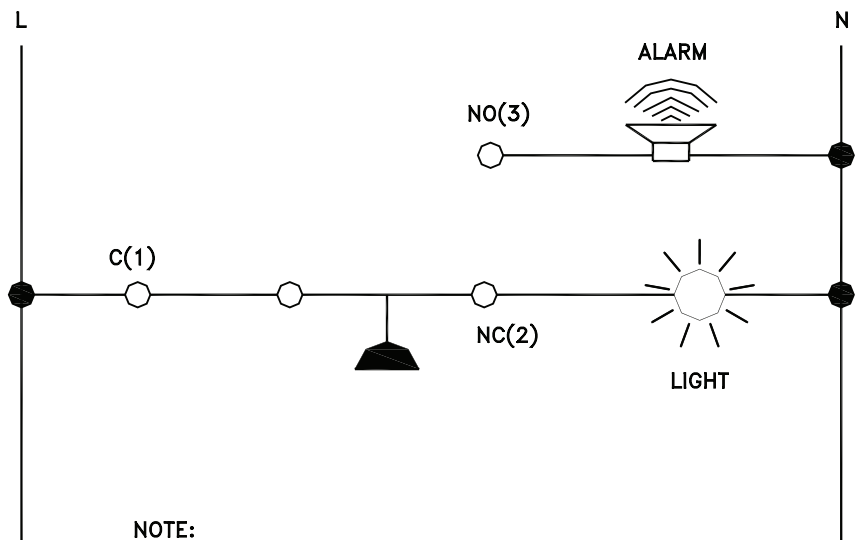 L
N
ALARM
NO(3)
C(1)
NC(2)
LIGHT
NOTE: